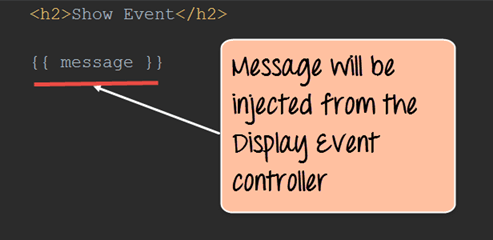 <h2>Show Event</h2>
{{ message }}
Message will be
injected from the
Display Event
controller